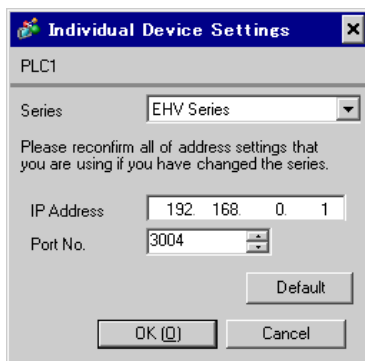 Individual Device Settings
PLC1
Series EHV Series
Please reconfirm all of address settings that
you are using if you have changed the series.
IP Address 192. 168. 0. 1
Port No. 3004
Default
OK (O) Cancel